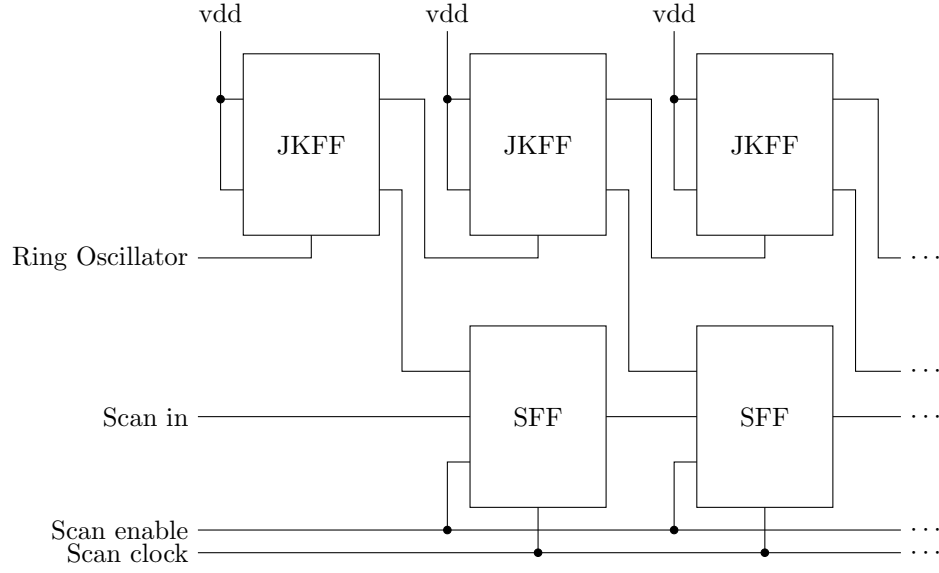 vdd vdd vdd
JKFF JKFF JKFF
Ring Oscillator ...
...
Scan in SFF SFF ...
Scan enable ...
Scan clock ...